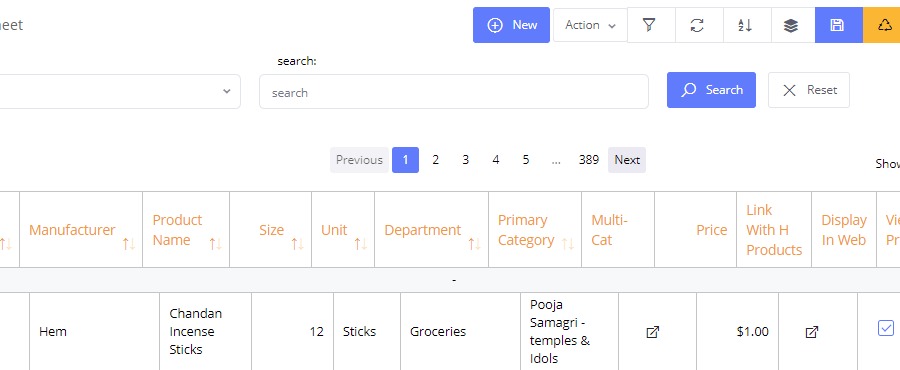 eet
New
Action
search:
search
Search
Reset
Previous 1 2 3 4 5 ... 389 Next
Show
Manufacturer
Product
Name
Size
Unit
Department
Primary
Category
Multi-
Cat
Price
Link
With H
Products
Display
In Web
Vie
Pr
-
Hem
Chandan
Incense
Sticks
12
Sticks
Groceries
Pooja
Samagri -
temples &
Idols
$1.00